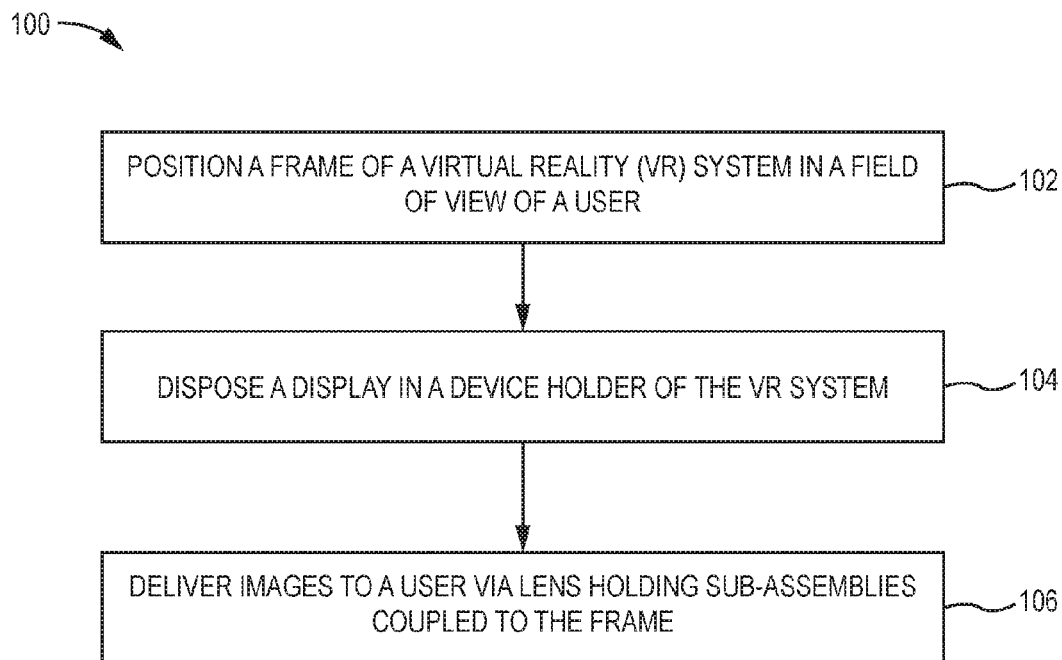 100
POSITION A FRAME OF A VIRTUAL REALITY (VR) SYSTEM IN A FIELD
OF VIEW OF A USER
102
DISPOSE A DISPLAY IN A DEVICE HOLDER OF THE VR SYSTEM
104
DELIVER IMAGES TO A USER VIA LENS HOLDING SUB-ASSEMBLIES
COUPLED TO THE FRAME
106